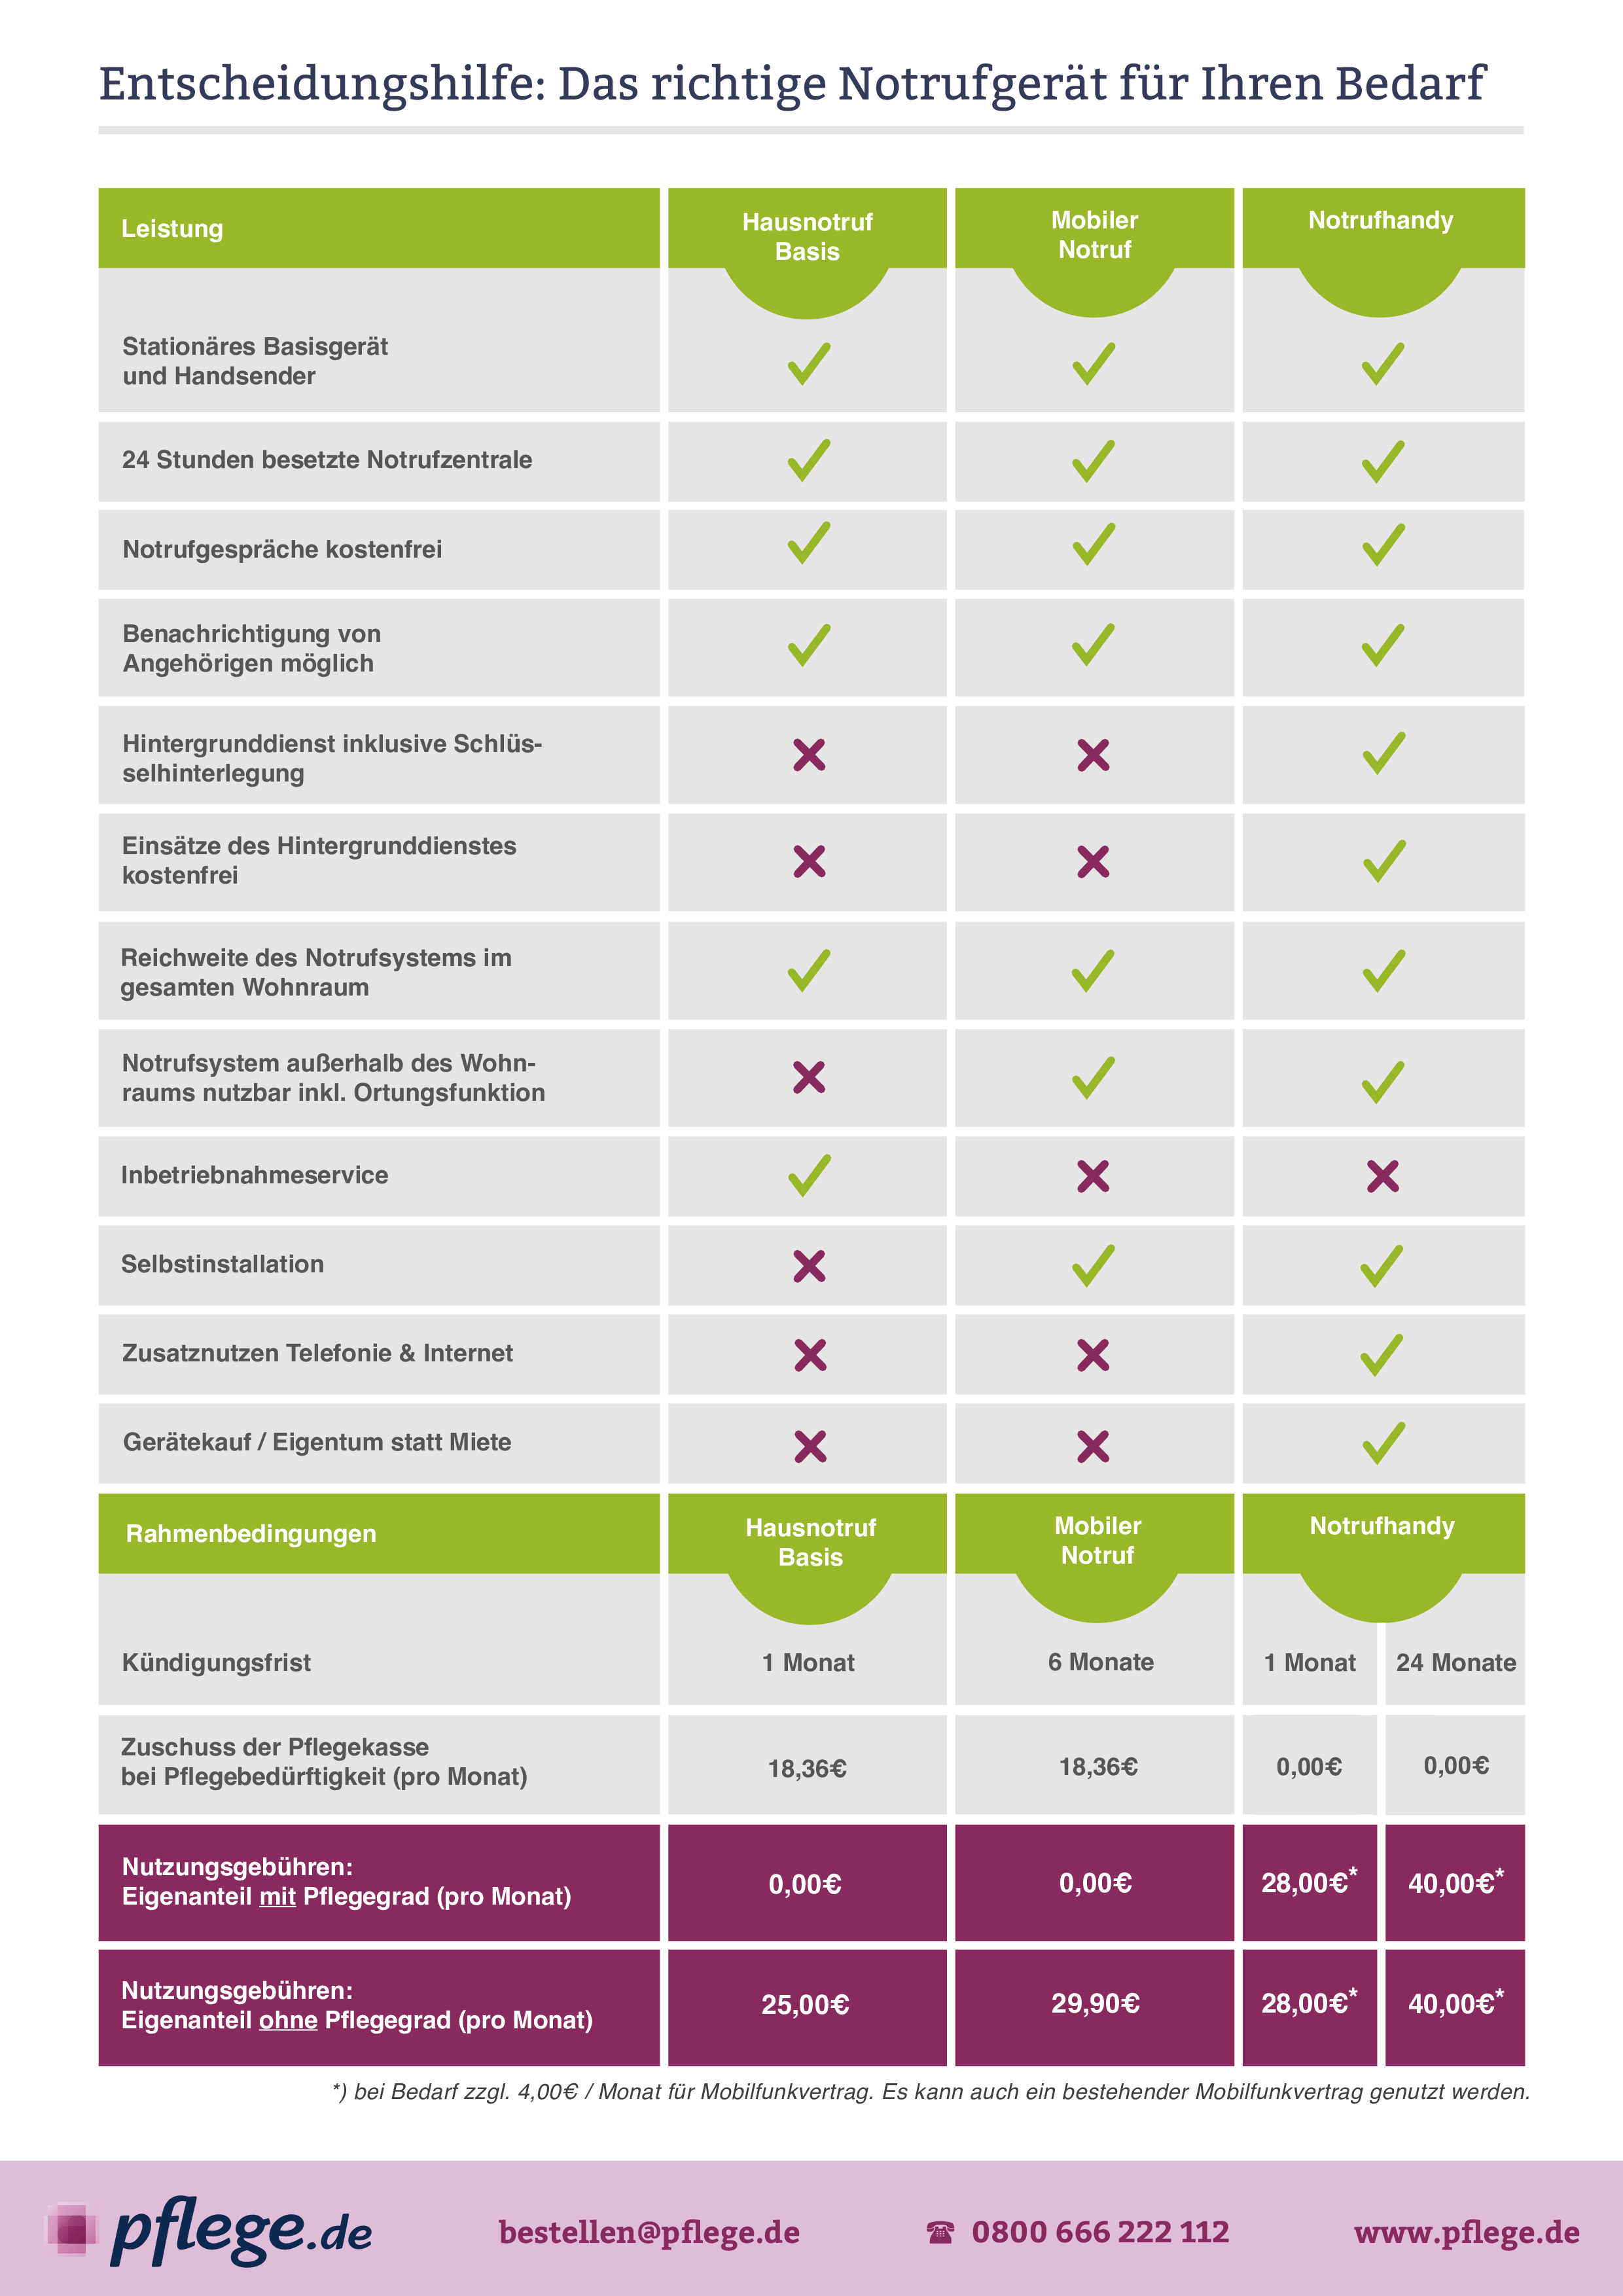 Entscheidungshilfe: Das richtige Notrufgerät für Ihren Bedarf
Leistung
Hausnotruf
Basis
Mobiler
Notruf
Notrufhandy
Stationäres Basisgerät
und Handsender
24 Stunden besetzte Notrufzentrale
Notrufgespräche kostenfrei
Benachrichtigung von
Angehörigen möglich
Hintergrunddienst inklusive Schlüs-
selhinterlegung
Einsätze des Hintergrunddienstes
kostenfrei
Reichweite des Notrufsystems im
gesamten Wohnraum
Notrufsystem außerhalb des Wohn-
raums nutzbar inkl. Ortungsfunktion
Inbetriebnahmeservice
Selbstinstallation
Zusatznutzen Telefonie & Internet
Gerätekauf / Eigentum statt Miete
Rahmenbedingungen
Hausnotruf
Basis
Mobiler
Notruf
Notrufhandy
Kündigungsfrist
1 Monat
6 Monate
1 Monat
24 Monate
Zuschuss der Pflegekasse
bei Pflegebedürftigkeit (pro Monat)
18,36€
18,36€
0,00€
0,00€
Nutzungsgebühren:
Eigenanteil mit Pflegegrad (pro Monat)
0,00€
0,00€
28,00€*
40,00€*
Nutzungsgebühren:
Eigenanteil ohne Pflegegrad (pro Monat)
25,00€
29,90€
28,00€*
40,00€*
*) bei Bedarf zzgl. 4,00€ / Monat für Mobilfunkvertrag. Es kann auch ein bestehender Mobilfunkvertrag genutzt werden.
pflege.de
bestellen@pflege.de
☎ 0800 666 222 112
www.pflege.de